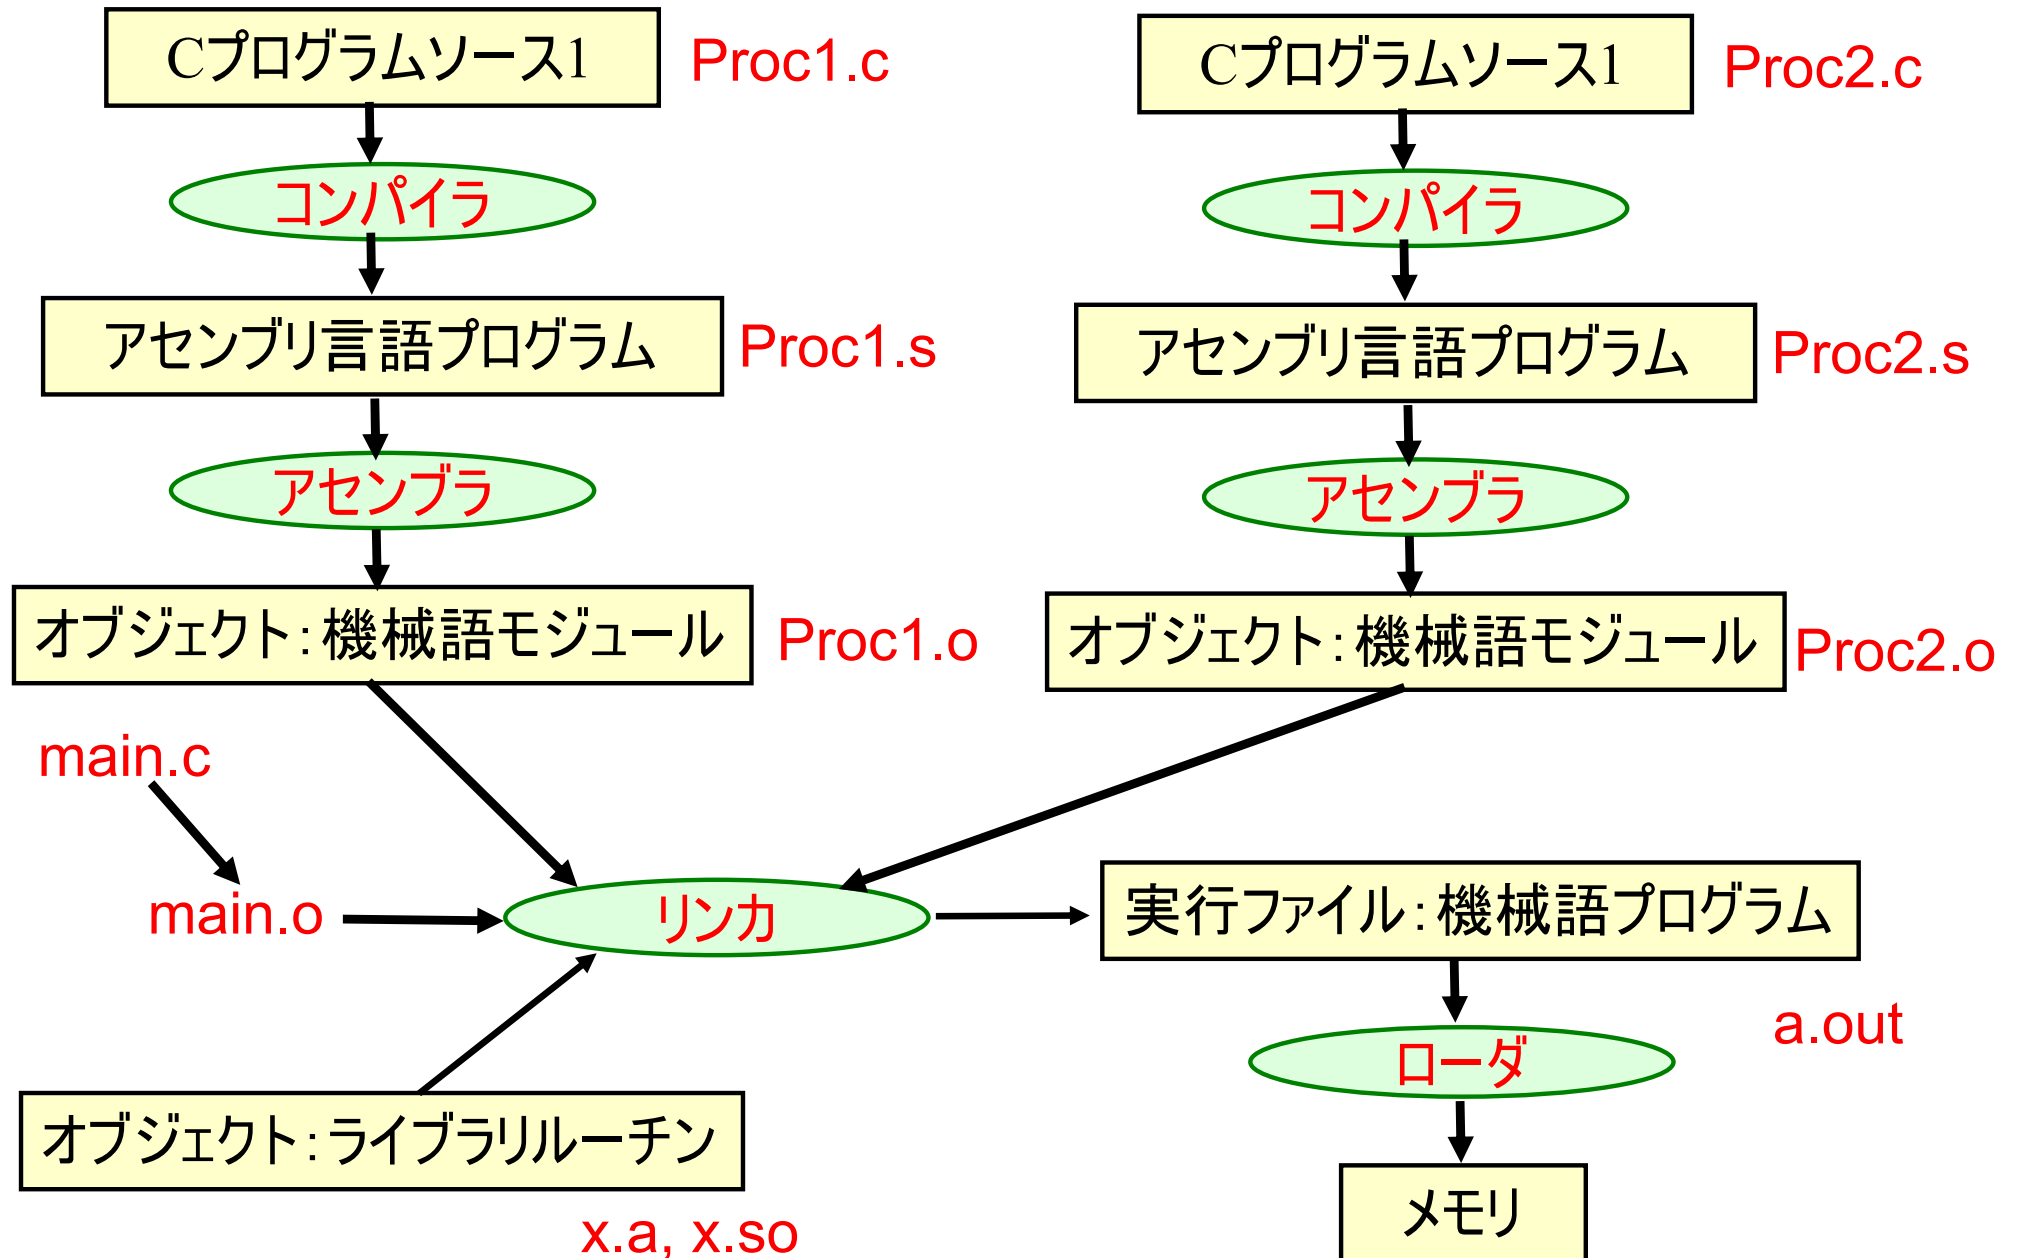 Cプログラムソース1
Proc1.c
Cプログラムソース1
Proc2.c
コンパイラ
コンパイラ
アセンブリ言語プログラム
Proc1.s
アセンブリ言語プログラム
Proc2.s
アセンブラ
アセンブラ
オブジェクト:機械語モジュール
Proc1.o
オブジェクト:機械語モジュール
Proc2.o
main.c
main.o
リンカ
実行ファイル:機械語プログラム
a.out
ローダ
オブジェクト:ライブラリルーチン
x.a, x.so
メモリ